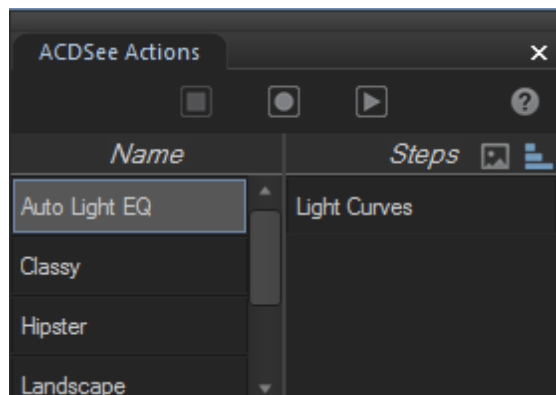 ACDSee Actions
Name
Steps
Auto Light EQ
Light Curves
Classy
Hipster
Landscape